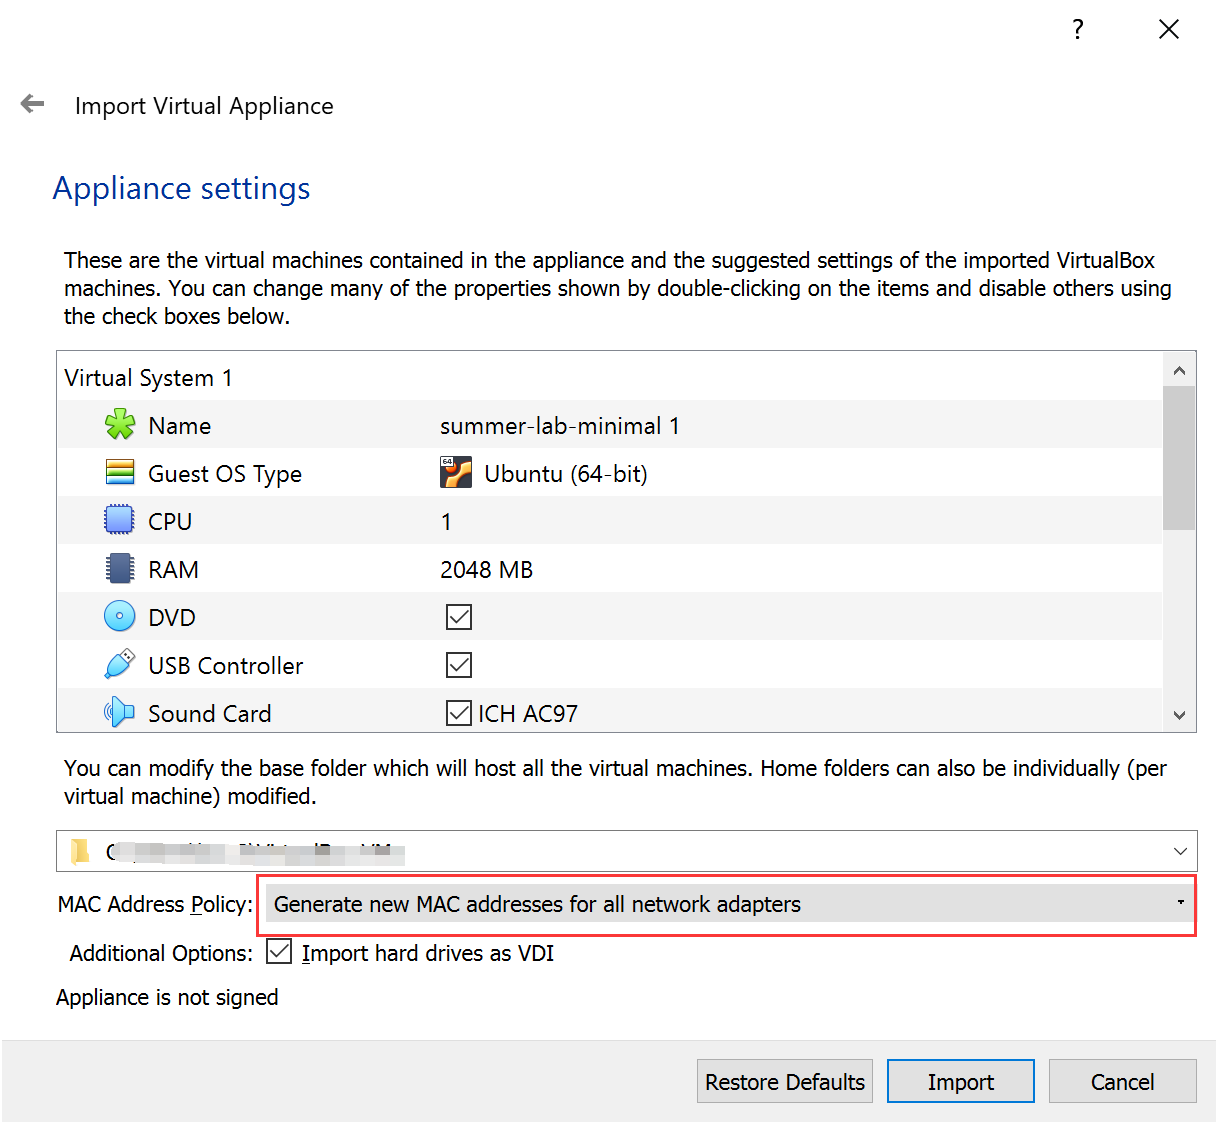 ?
Import Virtual Appliance
Appliance settings
These are the virtual machines contained in the appliance and the suggested settings of the imported VirtualBox
machines. You can change many of the properties shown by double-clicking on the items and disable others using
the check boxes below.
Virtual System 1
Name summer-lab-minimal 1
Guest OS Type 64 Ubuntu (64-bit)
CPU 1
RAM 2048 MB
DVD
USB Controller
Sound Card ICH AC97
You can modify the base folder which will host all the virtual machines. Home folders can also be individually (per
virtual machine) modified.
MAC Address Policy: Generate new MAC addresses for all network adapters
Additional Options: Import hard drives as VDI
Appliance is not signed
Restore Defaults Import Cancel